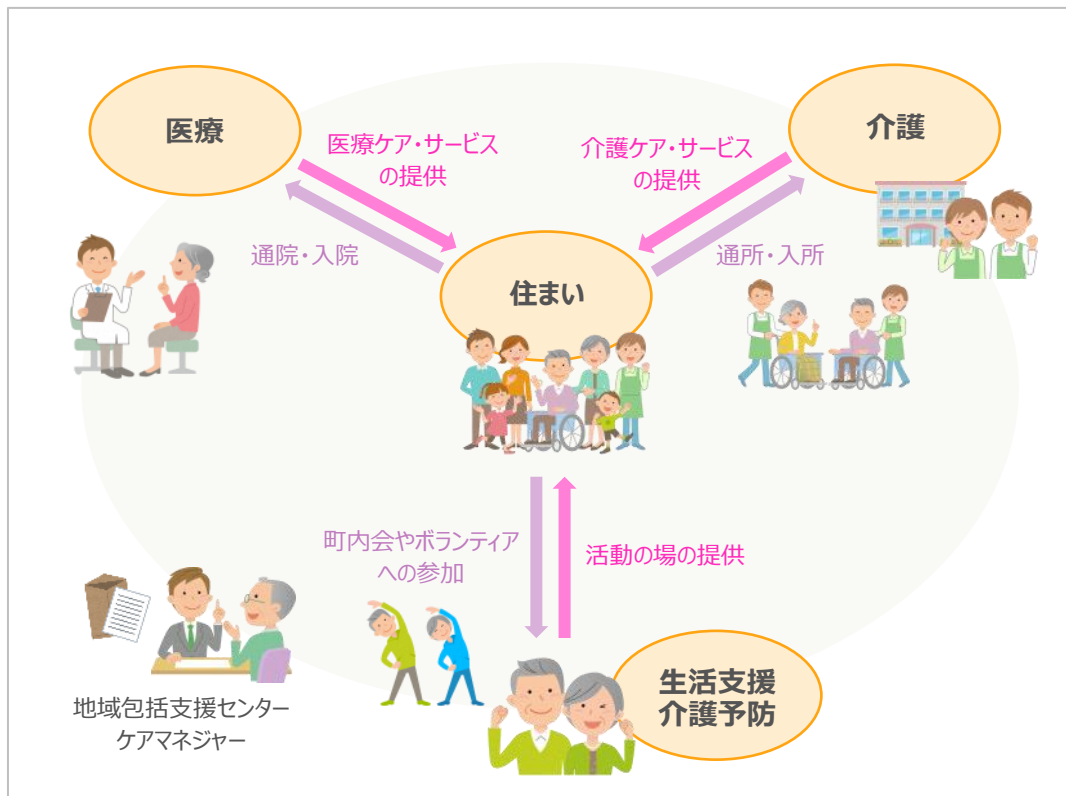 医療
介護
医療ケア・サービス
の提供
介護ケア・サービス
の提供
通院・入院
通所・入所
住まい
町内会やボランティア
への参加
活動の場の提供
生活支援
介護予防
地域包括支援センター
ケアマネジャー